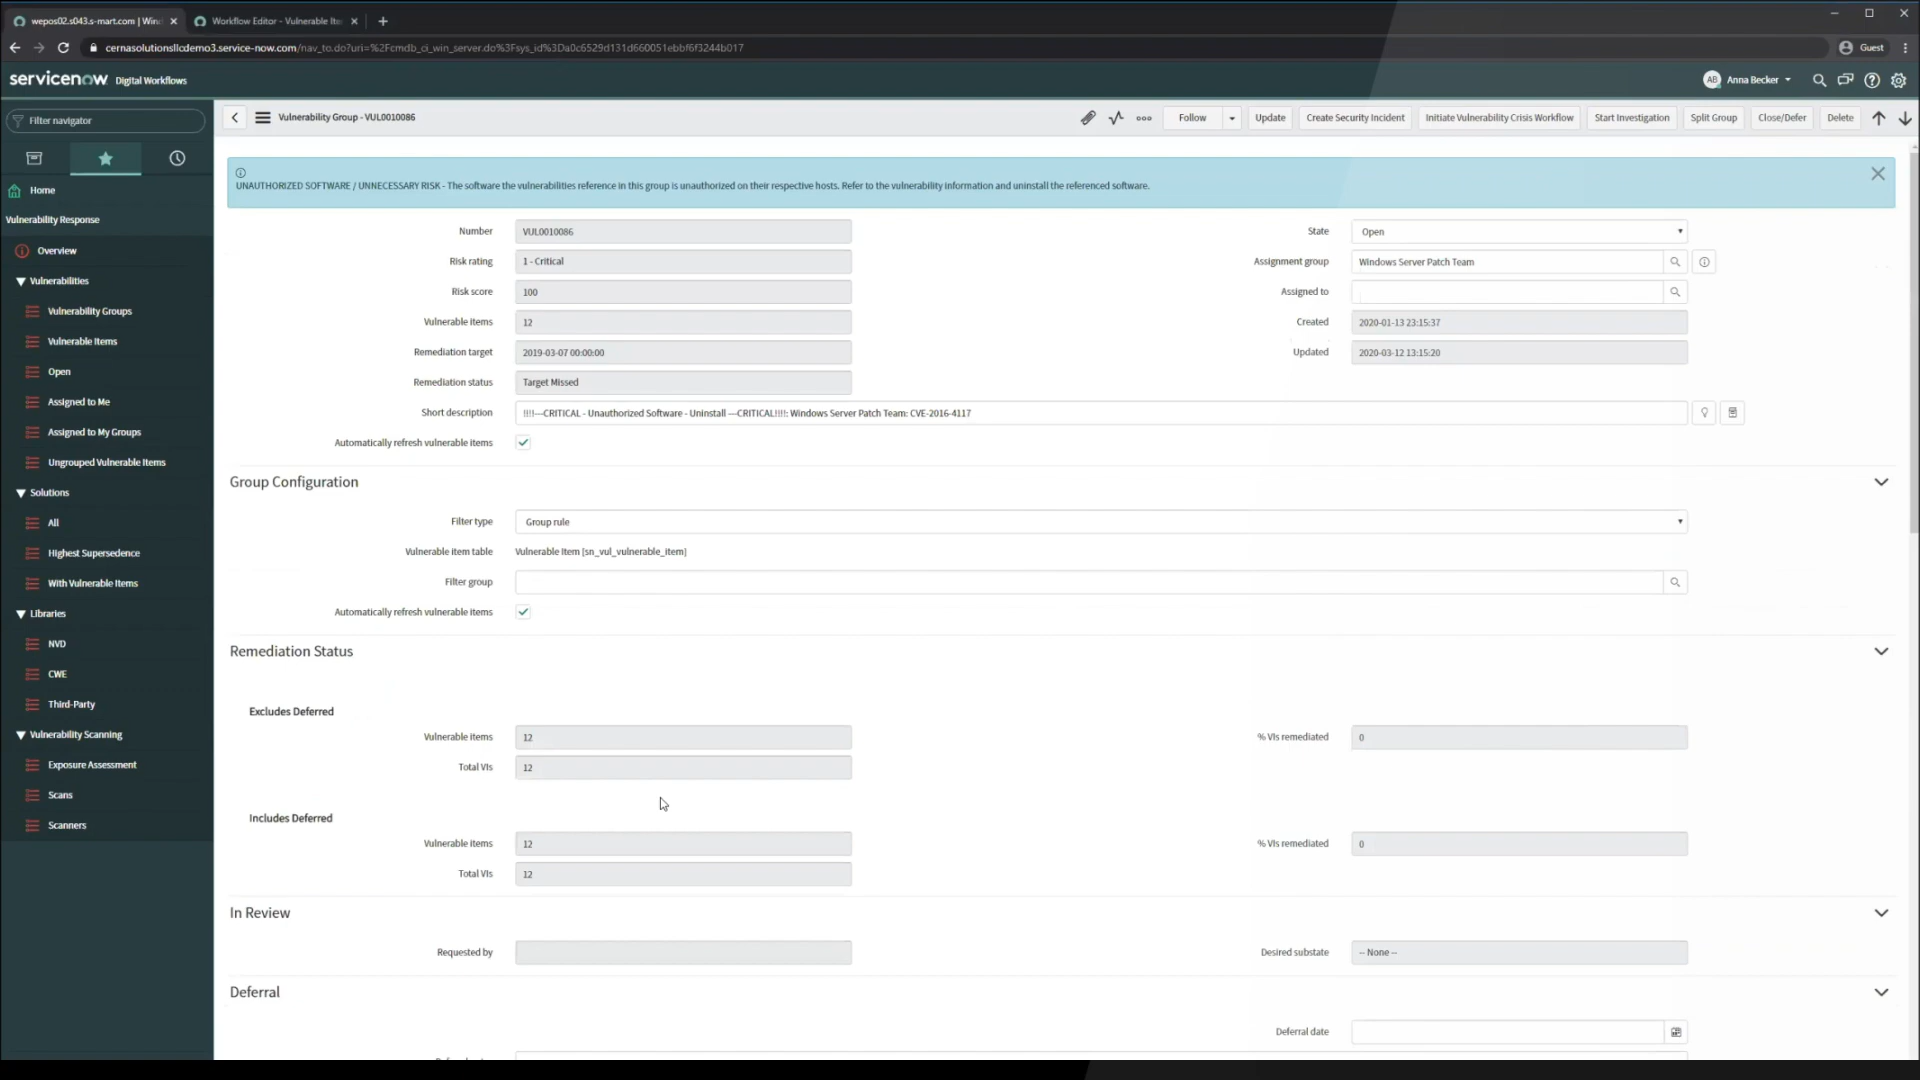 wepos02.s043.s-mart.com | Win
Workflow Editor - Vulnerable Ite
cernasolutionsllcdemo3.service-now.com/nav_to.do?uri=%2Fcmdb_ci_win_server.do%3Fsys_id%3Da0c6529d131d660051ebbf6f3244b017
Guest
servicenow Digital Workflows
AB Anna Becker
Filter navigator
Vulnerability Group - VUL0010086
Follow
Update
Create Security Incident
Initiate Vulnerability Crisis Workflow
Start Investigation
Split Group
Close/Defer
Delete
Home
Vulnerability Response
Overview
Vulnerabilities
Vulnerability Groups
Vulnerable Items
Open
Assigned to Me
Assigned to My Groups
Ungrouped Vulnerable Items
Solutions
All
Highest Supersedence
With Vulnerable Items
Libraries
NVD
CWE
Third-Party
Vulnerability Scanning
Exposure Assessment
Scans
Scanners
UNAUTHORIZED SOFTWARE / UNNECESSARY RISK - The software the vulnerabilities reference in this group is unauthorized on their respective hosts. Refer to the vulnerability information and uninstall the referenced software.
Number VUL0010086
State Open
Risk rating 1 - Critical
Assignment group Windows Server Patch Team
Risk score 100
Assigned to
Vulnerable items 12
Created 2020-01-13 23:15:37
Remediation target 2019-03-07 00:00:00
Updated 2020-03-12 13:15:20
Remediation status Target Missed
Short description !!!!---CRITICAL - Unauthorized Software - Uninstall ---CRITICAL!!!!: Windows Server Patch Team: CVE-2016-4117
Automatically refresh vulnerable items
Group Configuration
Filter type Group rule
Vulnerable item table Vulnerable Item [sn_vul_vulnerable_item]
Filter group
Automatically refresh vulnerable items
Remediation Status
Excludes Deferred
Vulnerable items 12
% VIs remediated 0
Total VIs 12
Includes Deferred
Vulnerable items 12
% VIs remediated 0
Total VIs 12
In Review
Requested by
Desired substate -- None --
Deferral
Deferral date